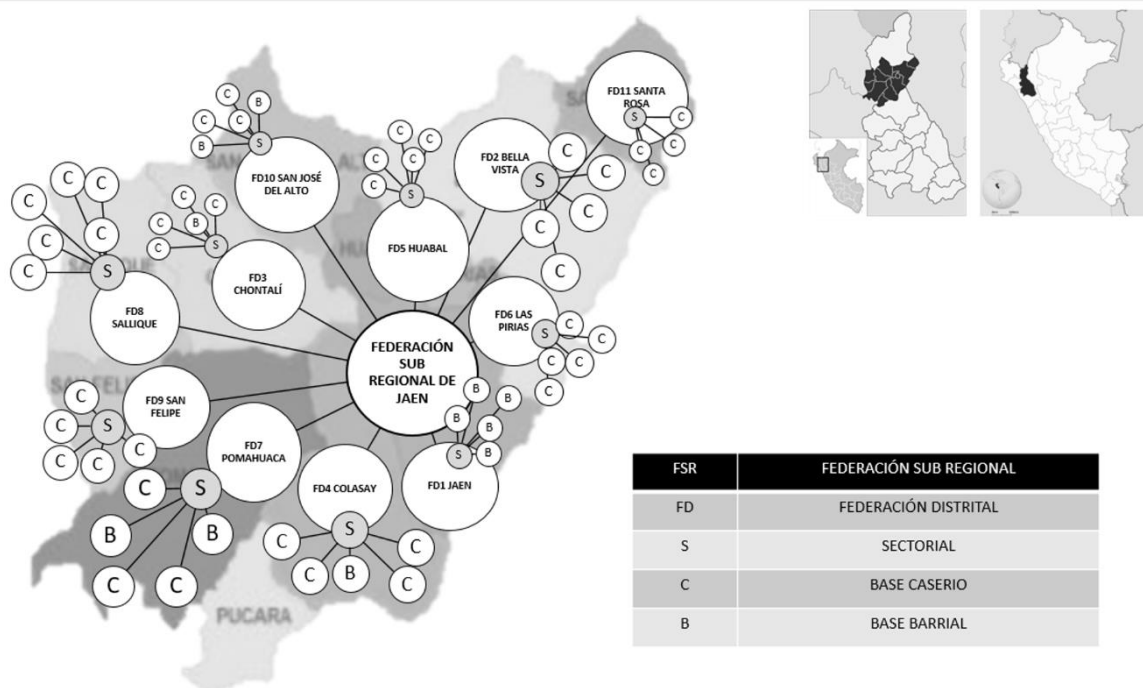 FD11 SANTA
ROSA
S
C
C
C
C
C
C
B
C
C
B
S
FD10 SAN JOSÉ
DEL ALTO
C
C
C
C
C
S
FD5 HUABAL
FD2 BELLA
VISTA
S
C
C
C
C
C
C
C
B
C
C
S
FD3
CHONTALÍ
C
C
C
C
C
C
S
FD8
SALLIQUE
FD6 LAS
PIRIAS
S
C
C
C
C
C
FEDERACIÓN
SUB
REGIONAL DE
JAEN
SAN FELIPE
FD9 SAN
FELIPE
S
C
C
C
C
C
FD7
POMAHUACA
S
C
B
B
C
C
FD4 COLASAY
S
C
C
B
C
C
B
B
B
B
B
S
FD1 JAEN
PUCARA
FSR FEDERACIÓN SUB REGIONAL
FD FEDERACIÓN DISTRITAL
S SECTORIAL
C BASE CASERIO
B BASE BARRIAL